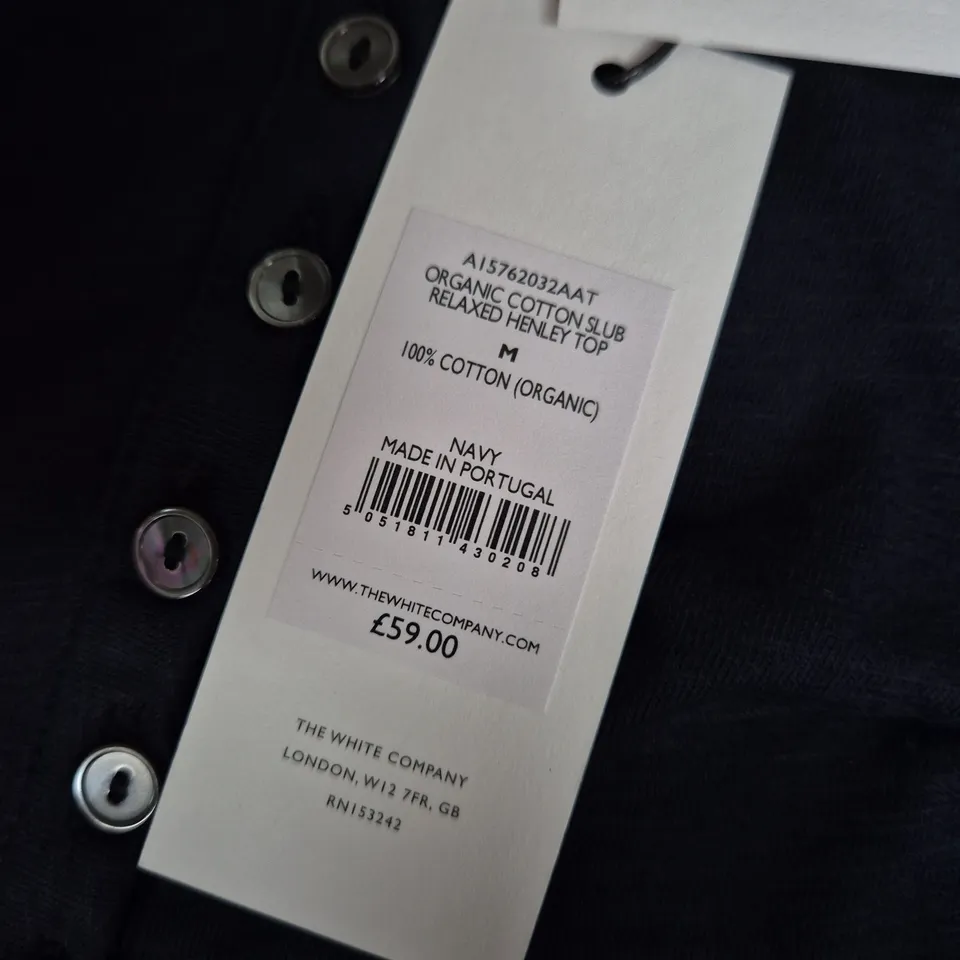 A15762032AAT
ORGANIC COTTON SLUB
RELAXED HENLEY TOP
M
100% COTTON (ORGANIC)
NAVY
MADE IN PORTUGAL
5 051811 430208
WWW.THEWHITECOMPANY.COM
£59.00
THE WHITE COMPANY
LONDON, W12 7FR, GB
RN153242